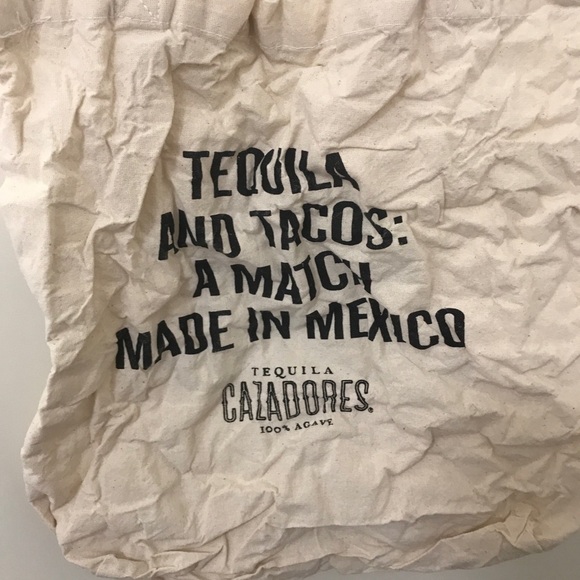 TEQUILA
AND TACOS:
A MATCH
MADE IN MEXICO
TEQUILA
CAZADORES®
100% AGAVE